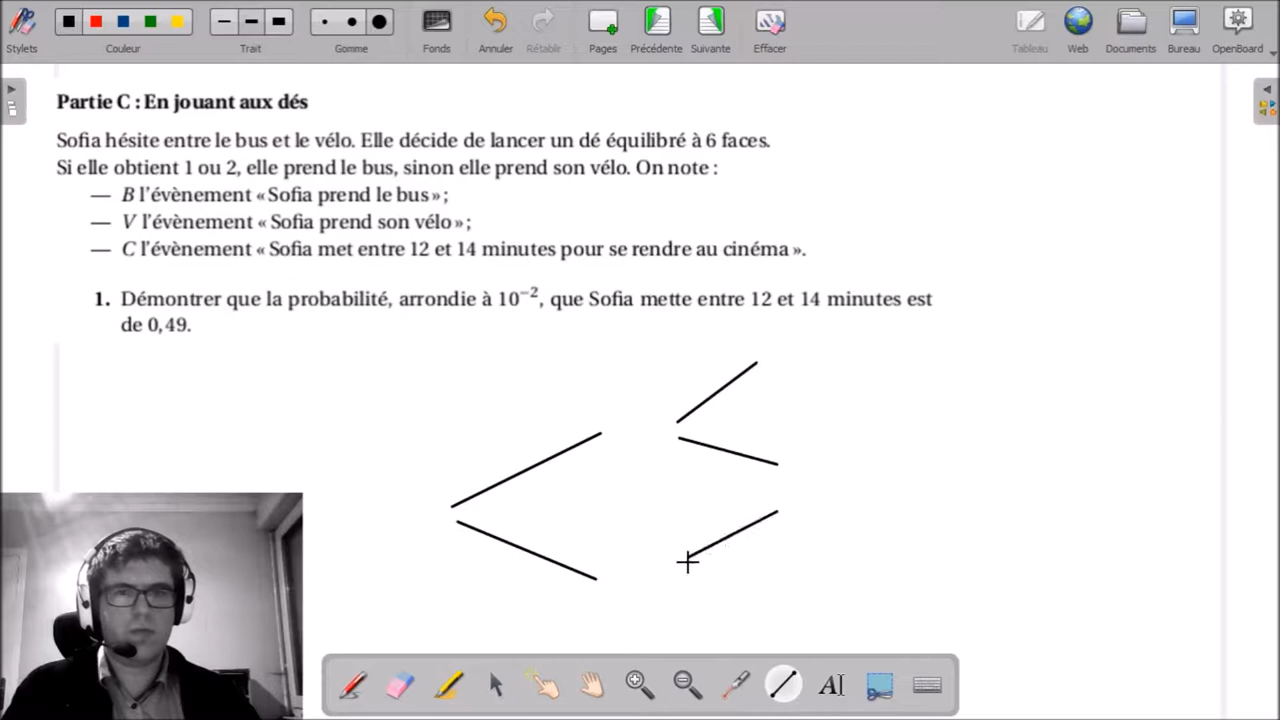 Stylets Couleur Trait Gomme Fonds Annuler Rétablir Pages Précédente Suivante Effacer Tableau Web Documents Bureau OpenBoard
Partie C : En jouant aux dés
Sofia hésite entre le bus et le vélo. Elle décide de lancer un dé équilibré à 6 faces.
Si elle obtient 1 ou 2, elle prend le bus, sinon elle prend son vélo. On note :
— B l'évènement « Sofia prend le bus » ;
— V l'évènement « Sofia prend son vélo » ;
— C l'évènement « Sofia met entre 12 et 14 minutes pour se rendre au cinéma ».
1. Démontrer que la probabilité, arrondie à 10⁻², que Sofia mette entre 12 et 14 minutes est
de 0,49.
AI